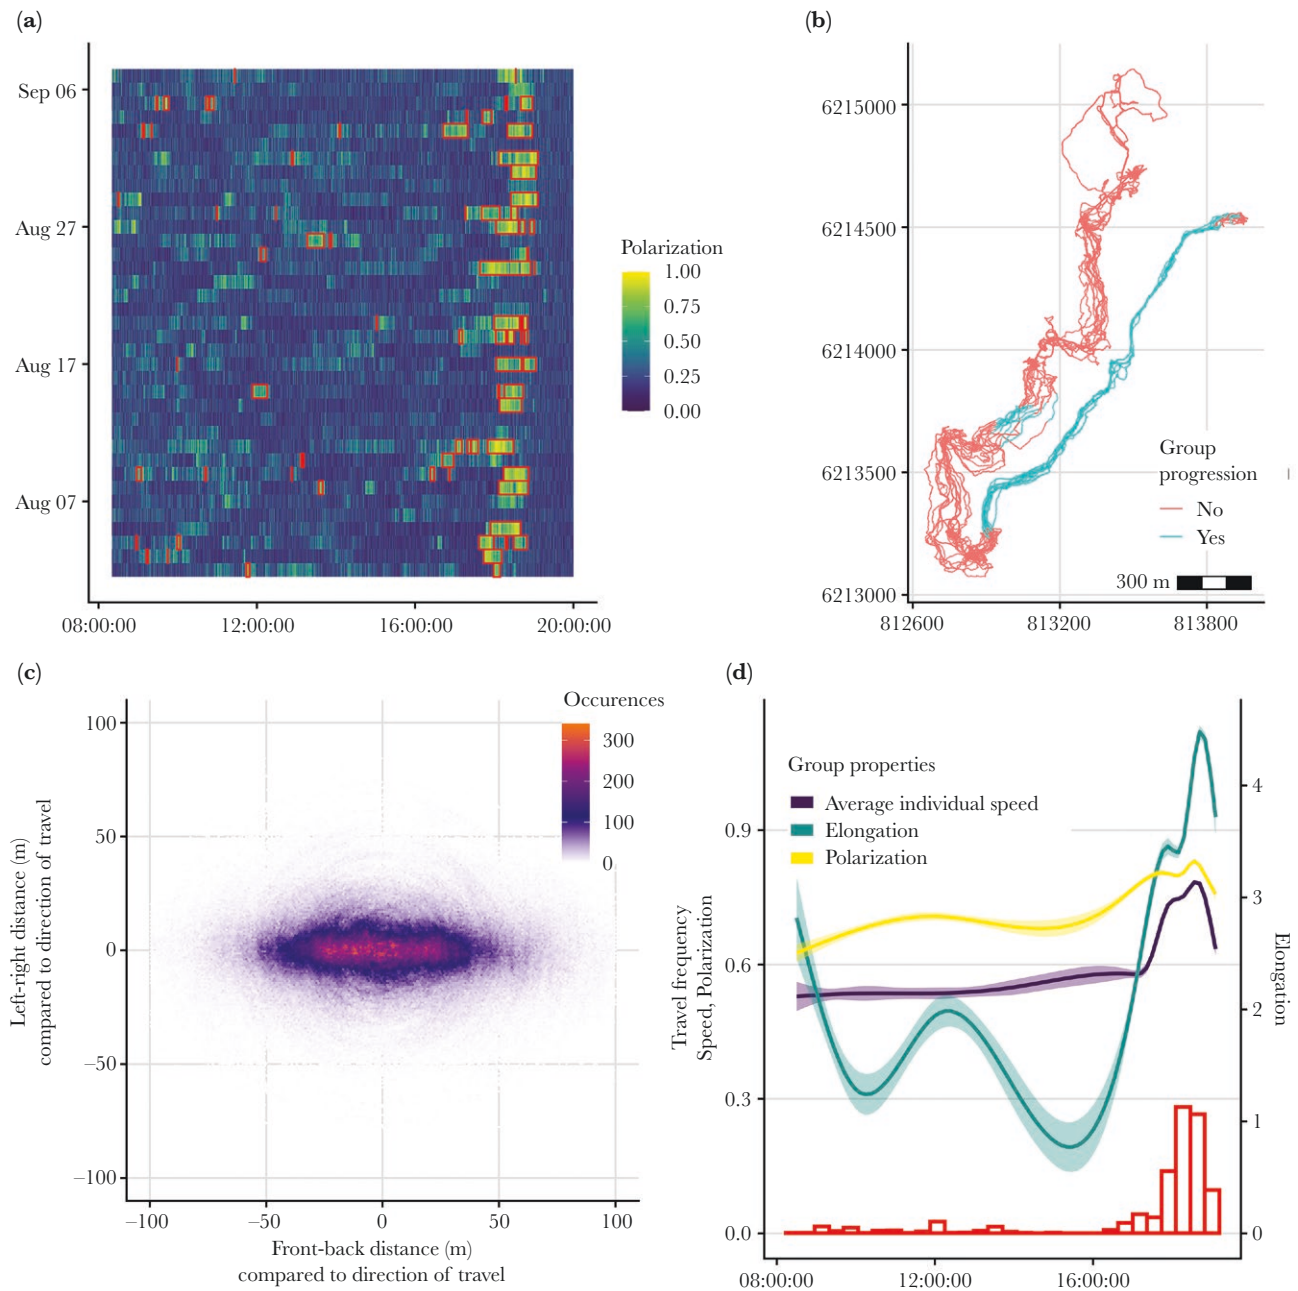 (a)
Sep 06
Aug 27
Aug 17
Aug 07
08:00:00
12:00:00
16:00:00
20:00:00
Polarization
1.00
0.75
0.50
0.25
0.00
(b)
6215000
6214500
6214000
6213500
6213000
812600
813200
813800
Group
progression
No
Yes
300 m
(c)
Occurences
300
200
100
0
100
50
0
−50
−100
−100
−50
0
50
100
Left-right distance (m)
compared to direction of travel
Front-back distance (m)
compared to direction of travel
(d)
Group properties
Average individual speed
Elongation
Polarization
0.9
0.6
0.3
0.0
Travel frequency
Speed, Polarization
4
3
2
1
0
Elongation
08:00:00
12:00:00
16:00:00